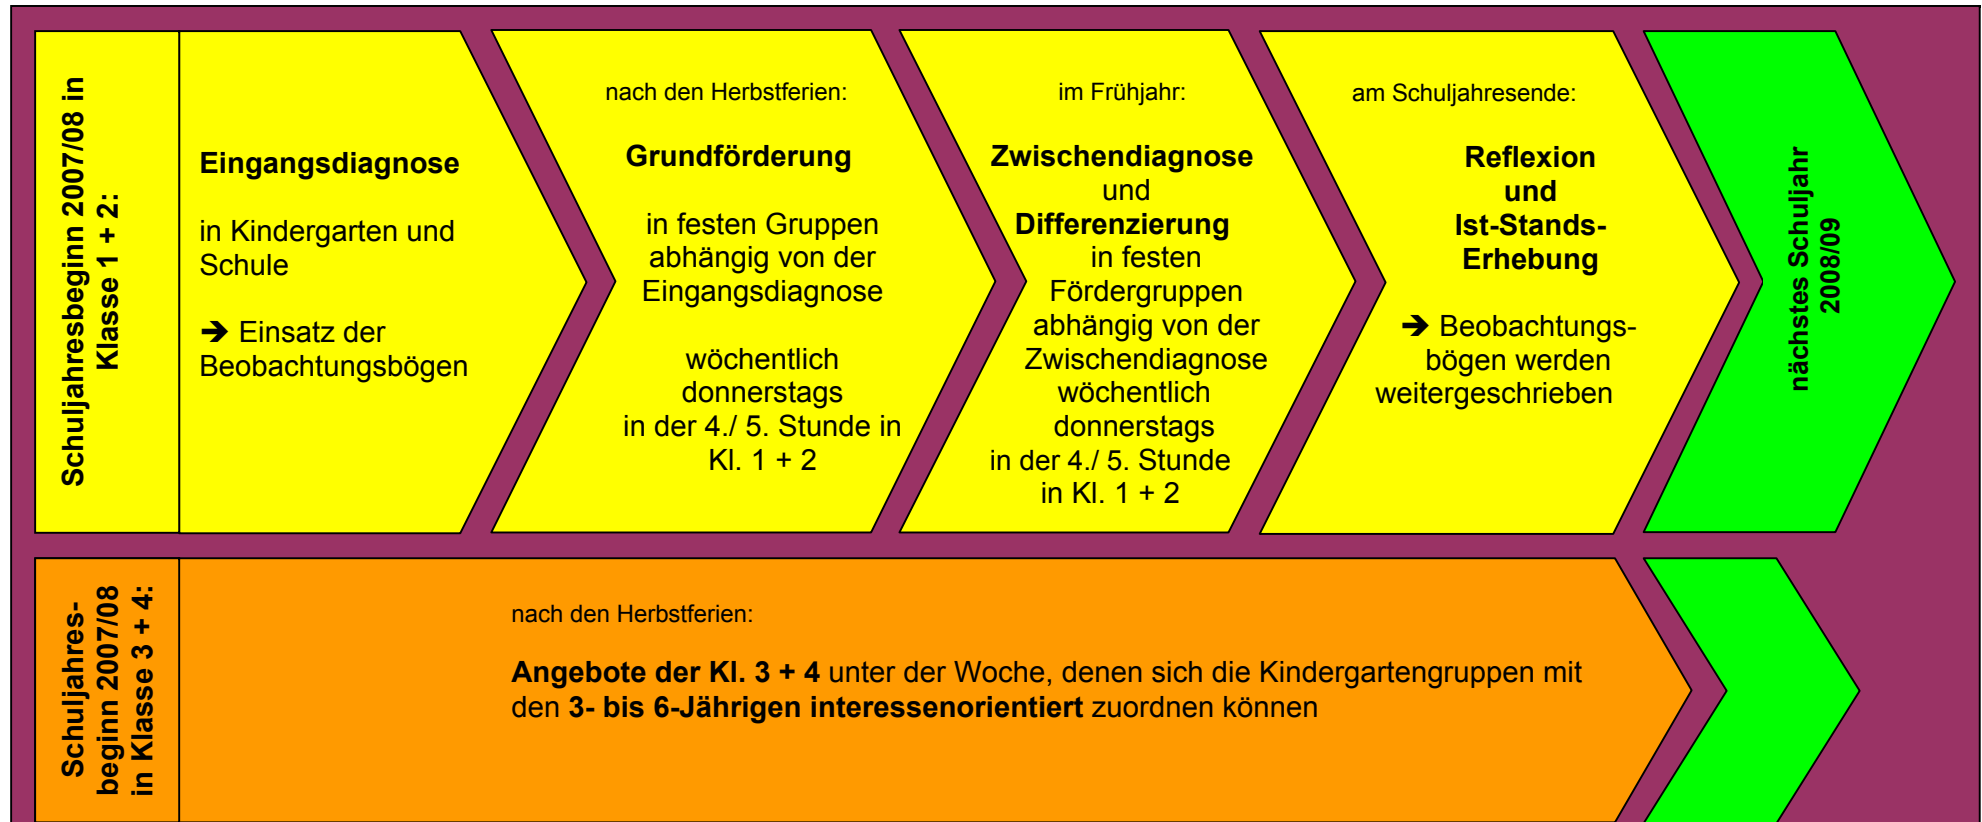 Schuljahresbeginn 2007/08 in
Klasse 1 + 2:
Eingangsdiagnose
in Kindergarten und
Schule
➔ Einsatz der
Beobachtungsbögen
nach den Herbstferien:
Grundförderung
in festen Gruppen
abhängig von der
Eingangsdiagnose
wöchentlich
donnerstags
in der 4./ 5. Stunde in
Kl. 1 + 2
im Frühjahr:
Zwischendiagnose
und
Differenzierung
in festen
Fördergruppen
abhängig von der
Zwischendiagnose
wöchentlich
donnerstags
in der 4./ 5. Stunde
in Kl. 1 + 2
am Schuljahresende:
Reflexion
und
Ist-Stands-
Erhebung
➔ Beobachtungs-
bögen werden
weitergeschrieben
nächstes Schuljahr
2008/09
Schuljahres-
beginn 2007/08
in Klasse 3 + 4:
nach den Herbstferien:
Angebote der Kl. 3 + 4 unter der Woche, denen sich die Kindergartengruppen mit
den 3- bis 6-Jährigen interessenorientiert zuordnen können